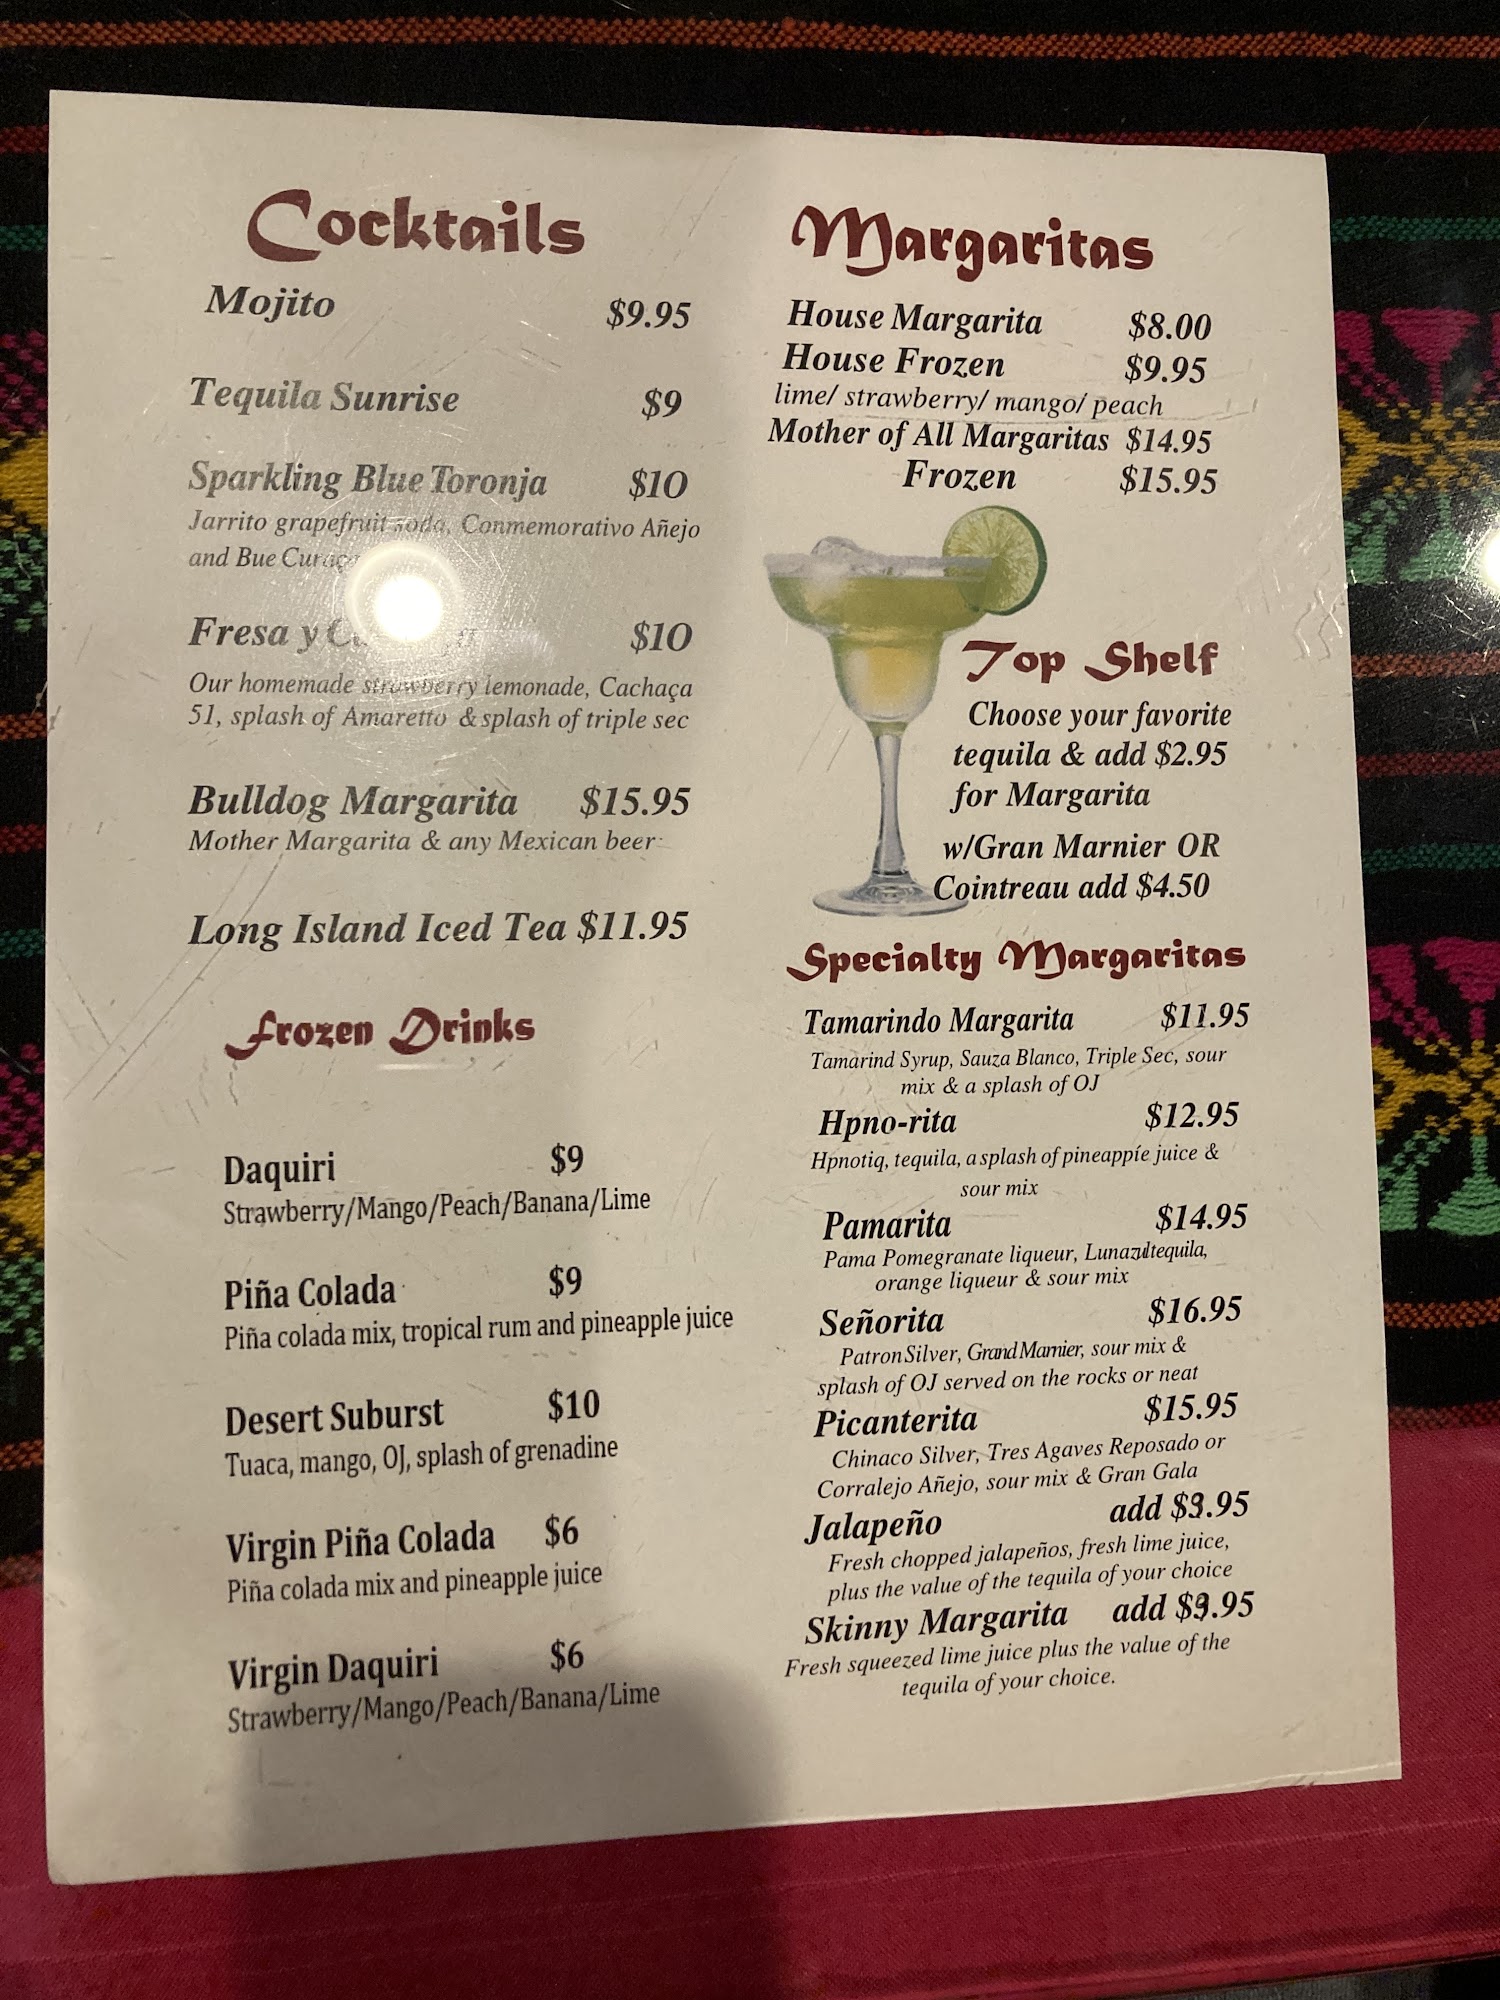 Cocktails
Mojito $9.95
Tequila Sunrise $9
Sparkling Blue Toronja $10
Jarrito grapefruit soda, Conmemorativo Añejo
and Bue
Fresa y $10
Our homemade strawberry lemonade, Cachaça
51, splash of Amaretto & splash of triple sec
Bulldog Margarita $15.95
Mother Margarita & any Mexican beer
Long Island Iced Tea $11.95
Frozen Drinks
Daquiri $9
Strawberry/Mango/Peach/Banana/Lime
Piña Colada $9
Piña colada mix, tropical rum and pineapple juice
Desert Suburst $10
Tuaca, mango, OJ, splash of grenadine
Virgin Piña Colada $6
Piña colada mix and pineapple juice
Virgin Daquiri $6
Strawberry/Mango/Peach/Banana/Lime
Margaritas
House Margarita $8.00
House Frozen $9.95
lime/ strawberry/ mango/ peach
Mother of All Margaritas $14.95
Frozen $15.95
Top Shelf
Choose your favorite
tequila & add $2.95
for Margarita
w/Gran Marnier OR
Cointreau add $4.50
Specialty Margaritas
Tamarindo Margarita $11.95
Tamarind Syrup, Sauza Blanco, Triple Sec, sour
mix & a splash of OJ
Hpno-rita $12.95
Hpnotiq, tequila, a splash of pineappíe juice &
sour mix
Pamarita $14.95
Pama Pomegranate liqueur, Lunazul tequila,
orange liqueur & sour mix
Señorita $16.95
Patron Silver, Grand Marnier, sour mix &
splash of OJ served on the rocks or neat
Picanterita $15.95
Chinaco Silver, Tres Agaves Reposado or
Corralejo Añejo, sour mix & Gran Gala
Jalapeño add
Fresh chopped jalapeños, fresh lime juice,
plus the value of the tequila of your choice
Skinny Margarita add
Fresh squeezed lime juice plus the value of the
tequila of your choice.